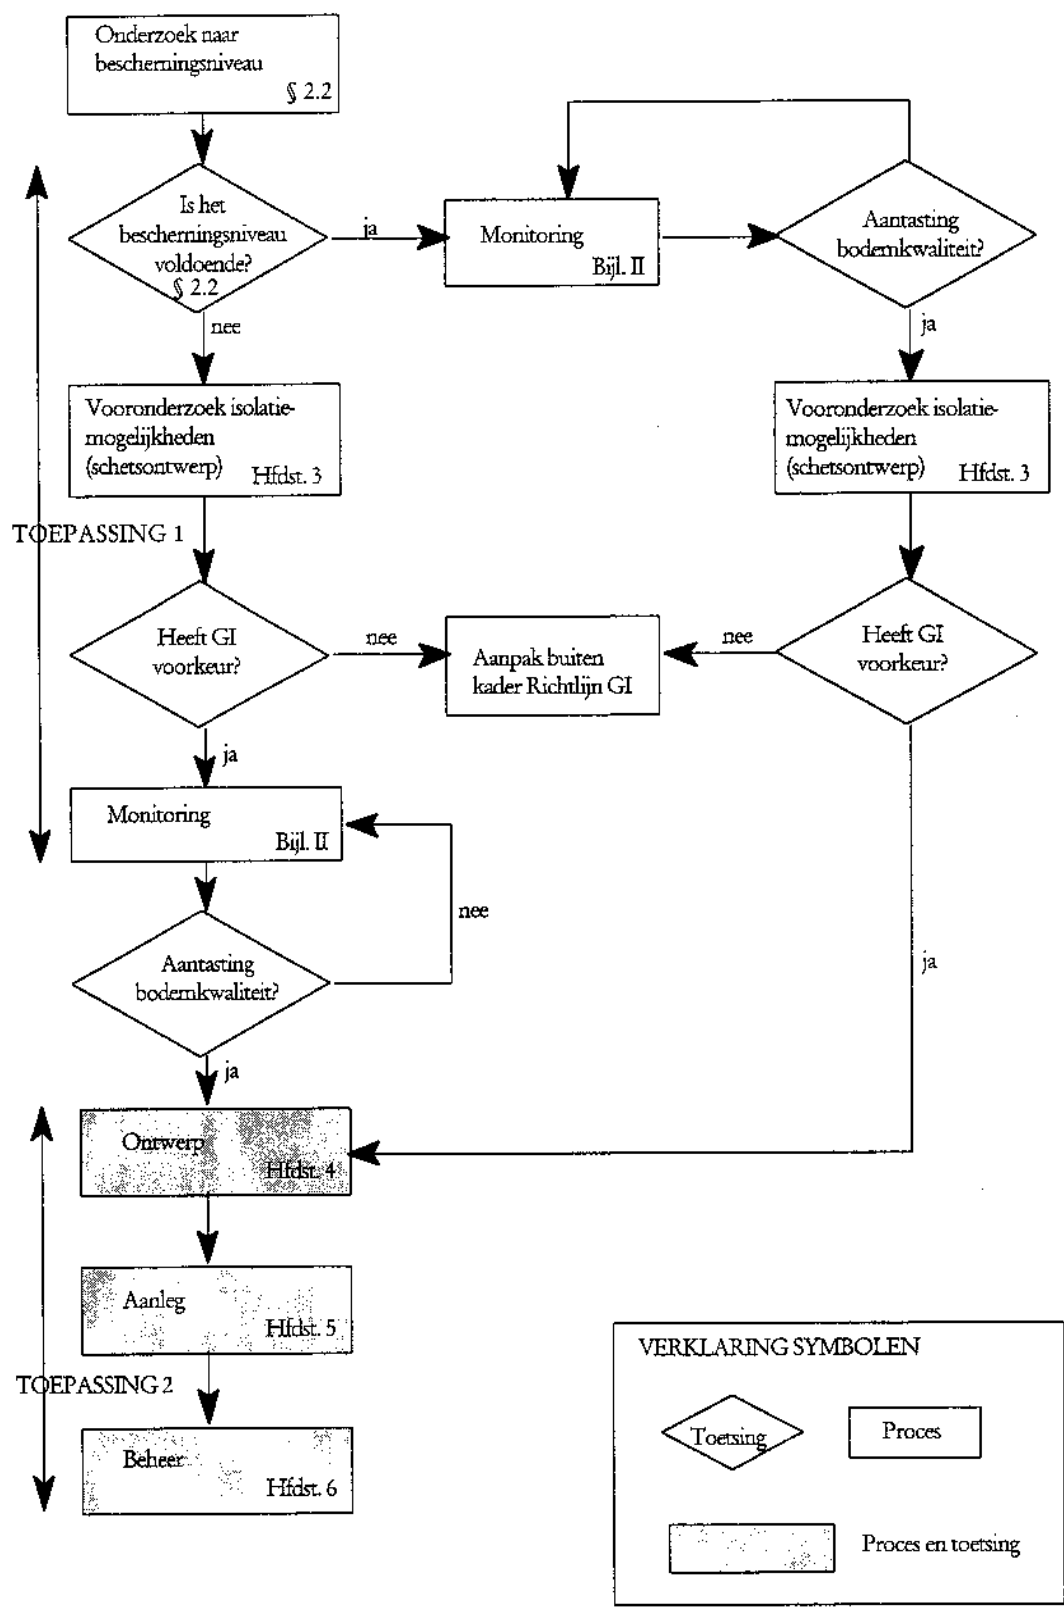 Onderzoek naar
beschermingsniveau
§ 2.2
Is het
beschermingsniveau
voldoende?
§ 2.2
ja
Monitoring
Bijl. II
Aantasting
bodemkwaliteit?
nee
ja
Vooronderzoek isolatie-
mogelijkheden
(schetsontwerp)
Hfdst. 3
Vooronderzoek isolatie-
mogelijkheden
(schetsontwerp)
Hfdst. 3
TOEPASSING 1
Heeft GI
voorkeur?
nee
Aanpak buiten
kader Richtlijn GI
nee
Heeft GI
voorkeur?
ja
Monitoring
Bijl. II
nee
Aantasting
bodemkwaliteit?
ja
ja
Ontwerp
Hfdst. 4
Aanleg
Hfdst. 5
TOEPASSING 2
Beheer
Hfdst. 6
VERKLARING SYMBOLEN
Toetsing
Proces
Proces en toetsing